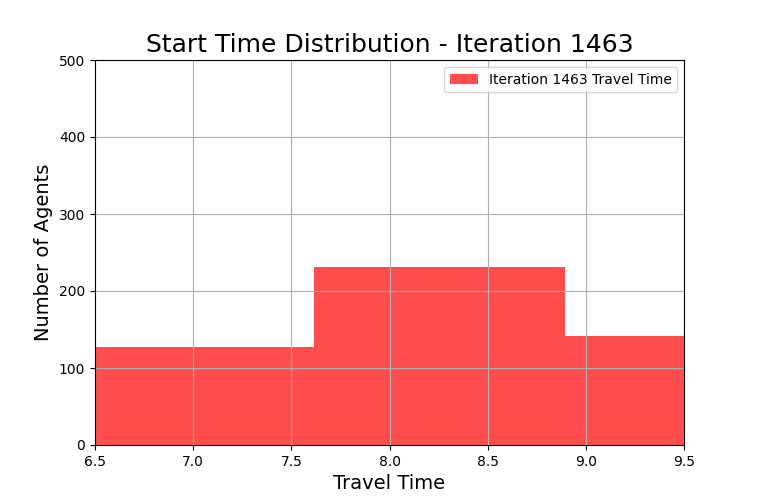 Start Time Distribution - Iteration 1463
Iteration 1463 Travel Time
Number of Agents
500
400
300
200
100
0
6.5 7.0 7.5 8.0 8.5 9.0 9.5
Travel Time